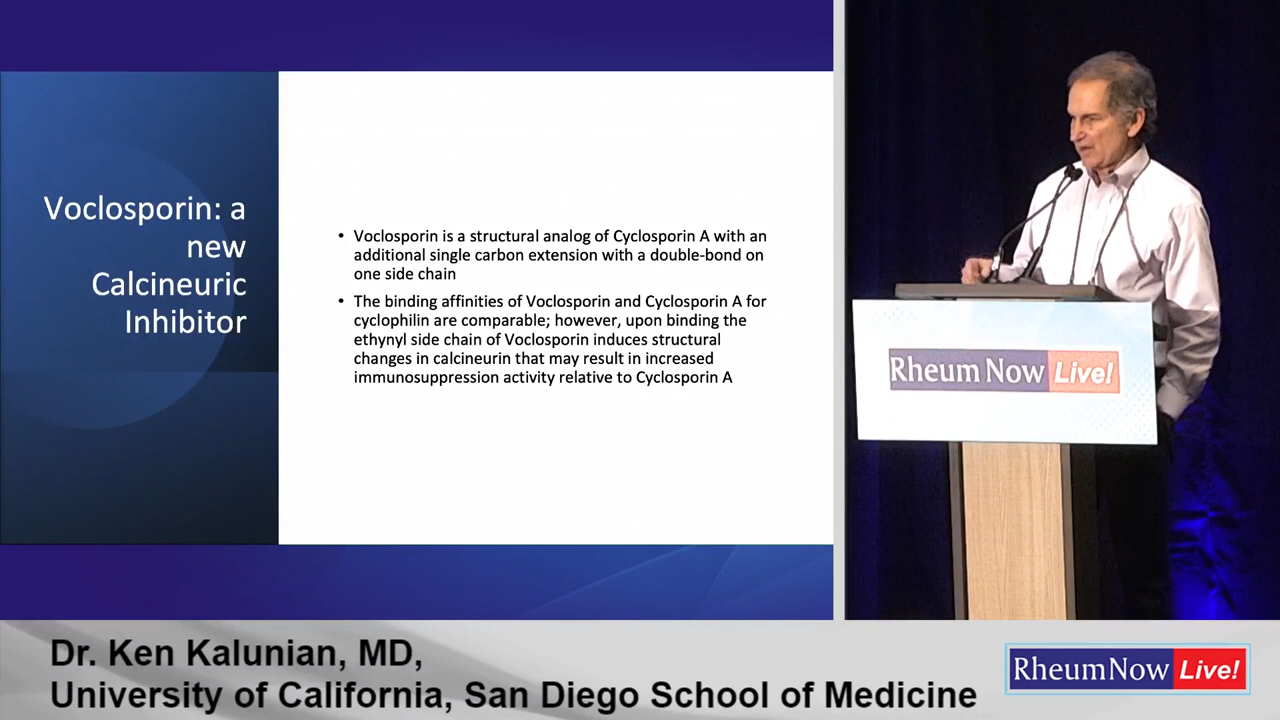 Voclosporin: a
new
Calcineuric
Inhibitor
• Voclosporin is a structural analog of Cyclosporin A with an
additional single carbon extension with a double-bond on
one side chain
• The binding affinities of Voclosporin and Cyclosporin A for
cyclophilin are comparable; however, upon binding the
ethynyl side chain of Voclosporin induces structural
changes in calcineurin that may result in increased
immunosuppression activity relative to Cyclosporin A
Rheum Now Live!
Dr. Ken Kalunian, MD,
University of California, San Diego School of Medicine
RheumNow Live!